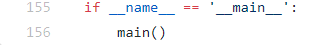 155 if __name__ == '__main__':
156     main()